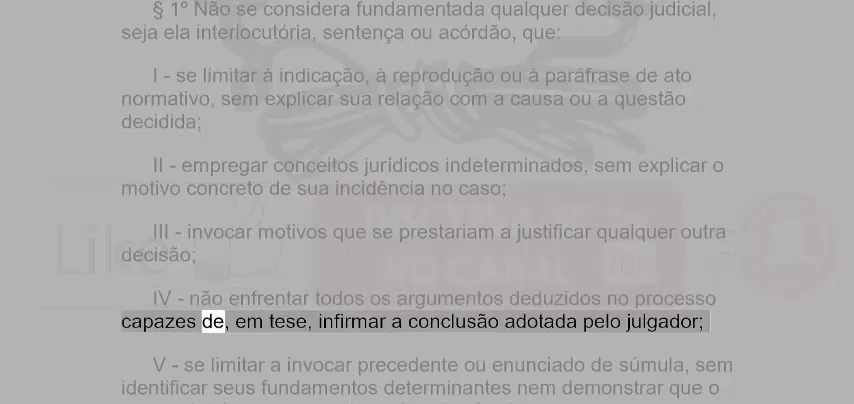 § 1º Não se considera fundamentada qualquer decisão judicial,
seja ela interlocutória, sentença ou acórdão, que:
I - se limitar à indicação, à reprodução ou à paráfrase de ato
normativo, sem explicar sua relação com a causa ou a questão
decidida;
II - empregar conceitos jurídicos indeterminados, sem explicar o
motivo concreto de sua incidência no caso;
III - invocar motivos que se prestariam a justificar qualquer outra
decisão;
Like
IV - não enfrentar todos os argumentos deduzidos no processo
capazes de, em tese, infirmar a conclusão adotada pelo julgador;
V - se limitar a invocar precedente ou enunciado de súmula, sem
identificar seus fundamentos determinantes nem demonstrar que o